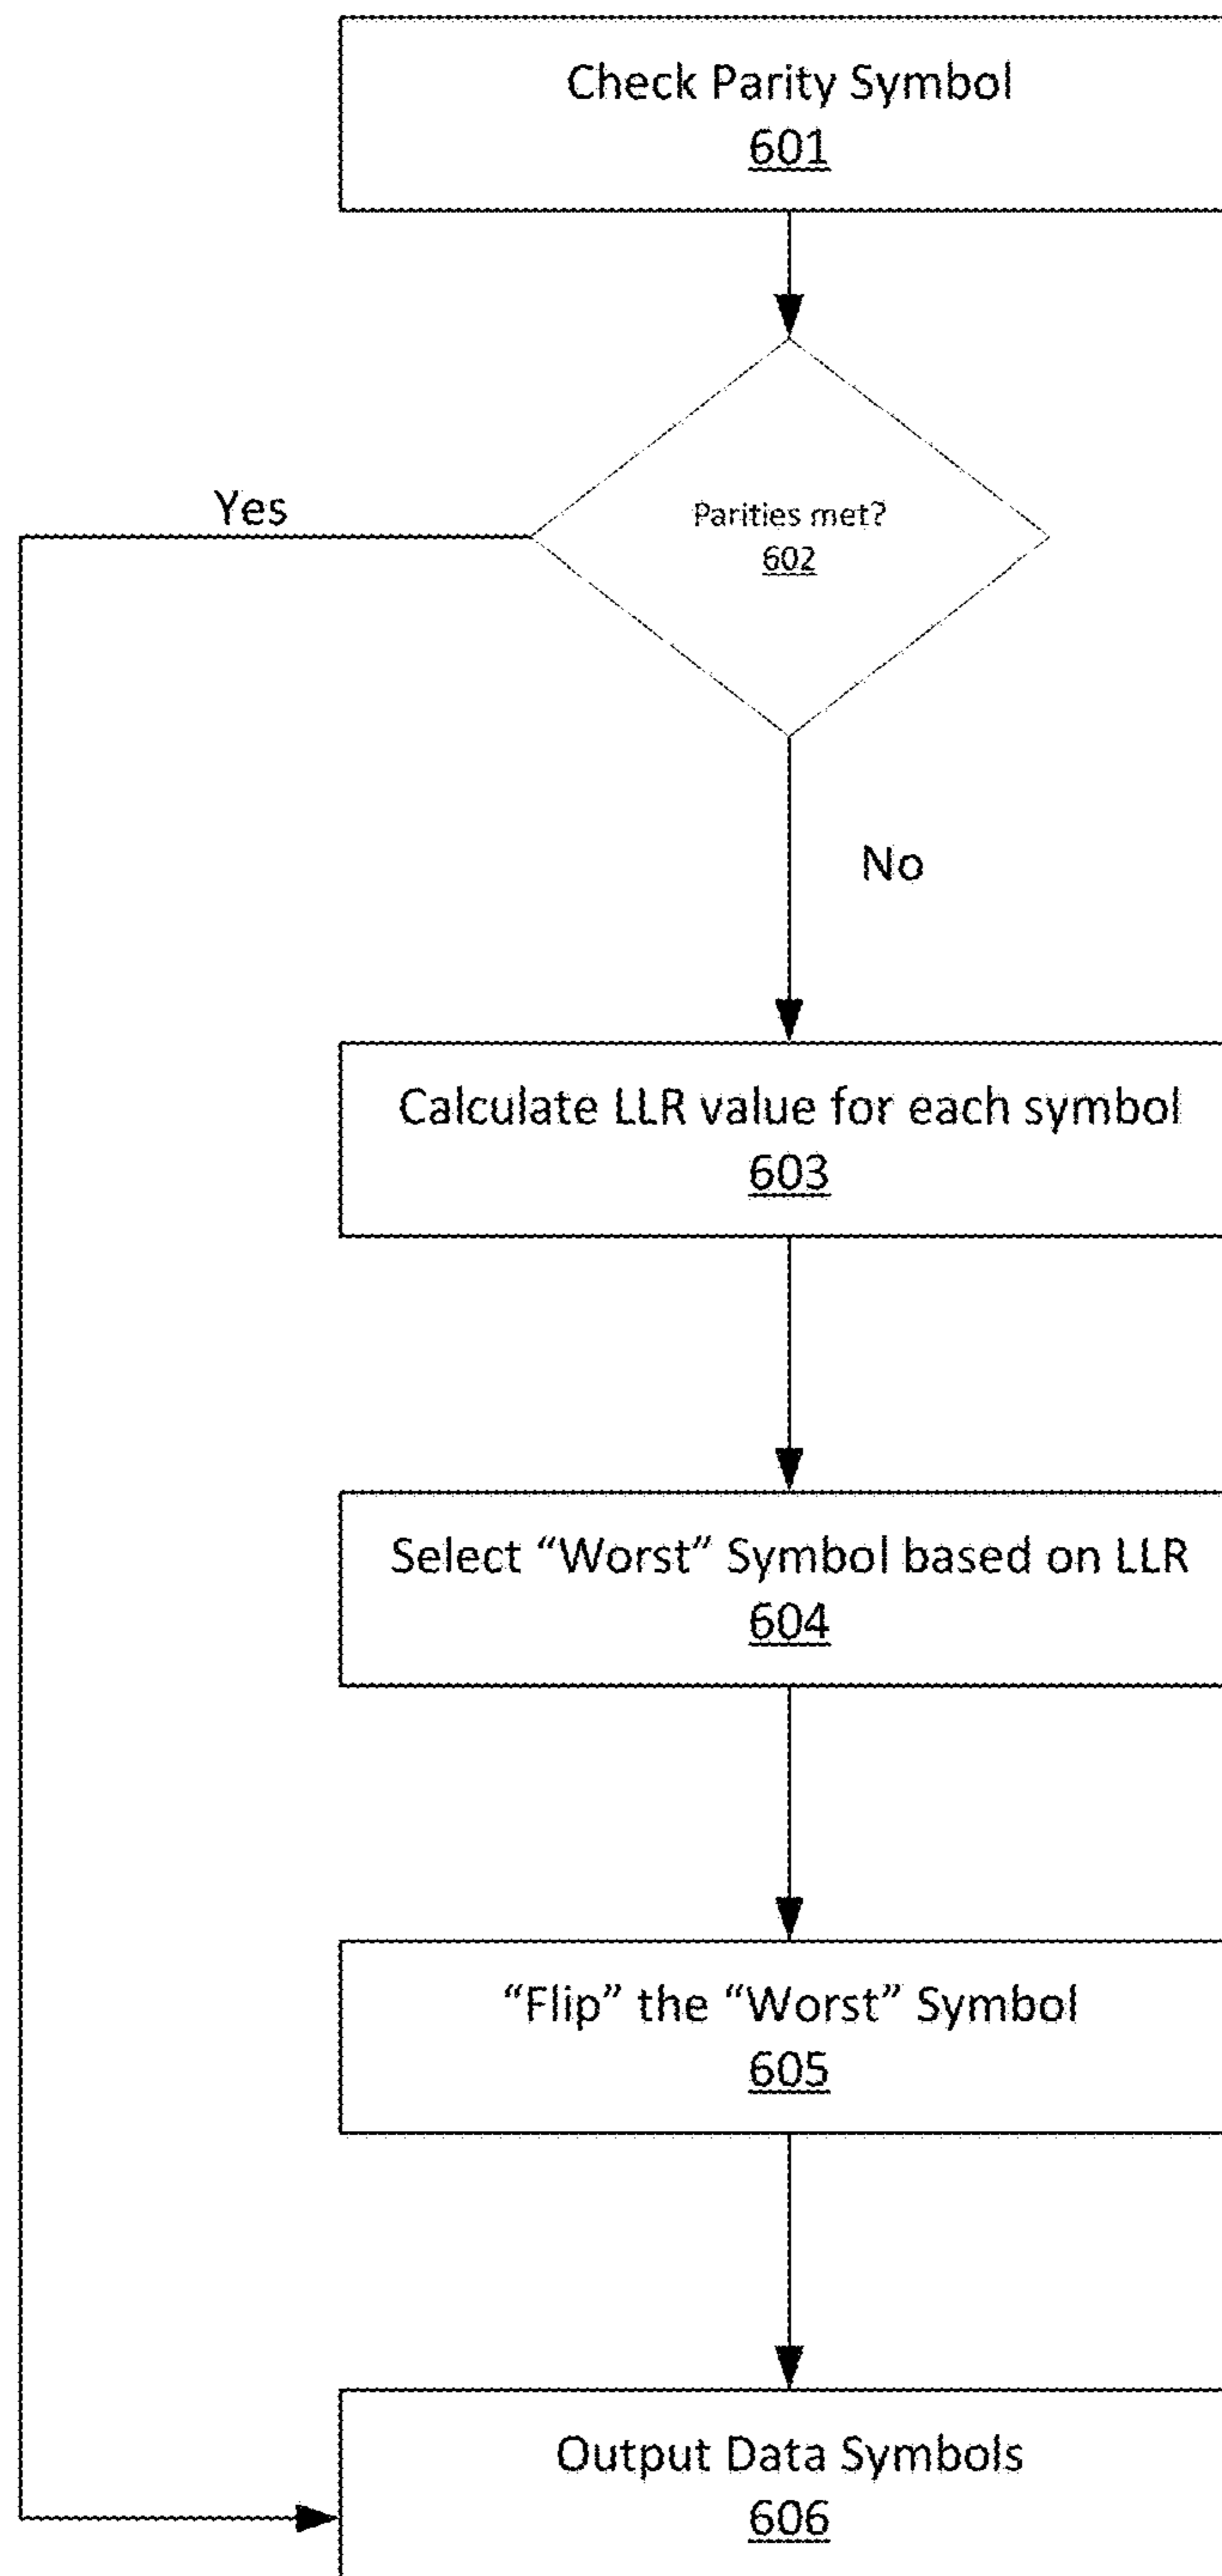 Check Parity Symbol
601
Parities met?
602
Yes
No
Calculate LLR value for each symbol
603
Select “Worst” Symbol based on LLR
604
“Flip” the “Worst” Symbol
605
Output Data Symbols
606